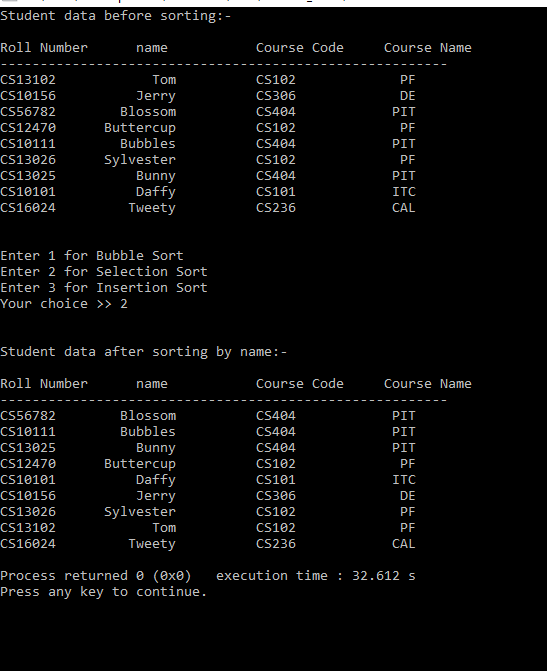 Student data before sorting:-
Roll Number      name           Course Code     Course Name
--------------------------------------------------------
CS13102            Tom          CS102             PF
CS10156          Jerry          CS306             DE
CS56782        Blossom          CS404            PIT
CS12470      Buttercup          CS102             PF
CS10111        Bubbles          CS404            PIT
CS13026      Sylvester          CS102             PF
CS13025          Bunny          CS404            PIT
CS10101          Daffy          CS101            ITC
CS16024         Tweety          CS236            CAL
Enter 1 for Bubble Sort
Enter 2 for Selection Sort
Enter 3 for Insertion Sort
Your choice >> 2
Student data after sorting by name:-
Roll Number      name           Course Code     Course Name
--------------------------------------------------------
CS56782        Blossom          CS404            PIT
CS10111        Bubbles          CS404            PIT
CS13025          Bunny          CS404            PIT
CS12470      Buttercup          CS102             PF
CS10101          Daffy          CS101            ITC
CS10156          Jerry          CS306             DE
CS13026      Sylvester          CS102             PF
CS13102            Tom          CS102             PF
CS16024         Tweety          CS236            CAL
Process returned 0 (0x0)   execution time : 32.612 s
Press any key to continue.